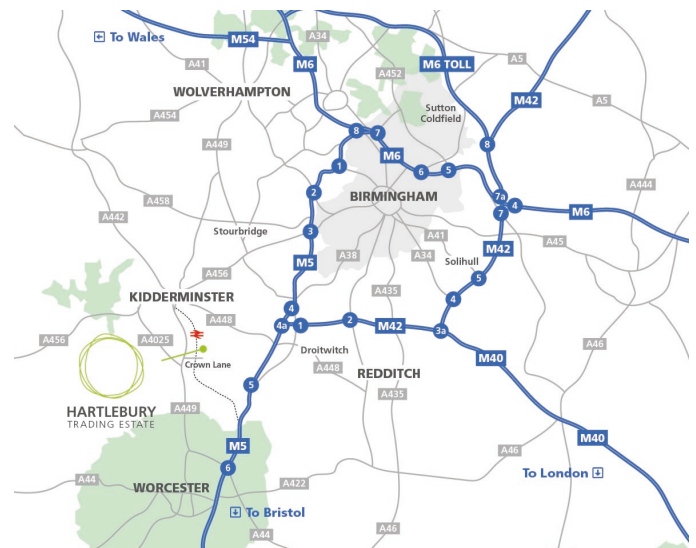 To Wales
M54
A34
A41
M6
A452
M6 TOLL
A5
WOLVERHAMPTON
M42
A5
Sutton
Coldfield
A454
A449
8
7
M6
8
1
6
5
A444
2
BIRMINGHAM
7a
4
M6
A442
A458
7
Stourbridge
3
A41
M42
A45
A38
A34
M5
Solihull
A456
5
KIDDERMINSTER
A435
4
4
A448
4a
1
2
M42
3a
A456
A4025
Droitwitch
M40
A46
Crown Lane
A448
REDDITCH
5
A435
HARTLEBURY
TRADING ESTATE
A449
M5
M40
A46
6
To London
A44
WORCESTER
A422
To Bristol
A46
A44